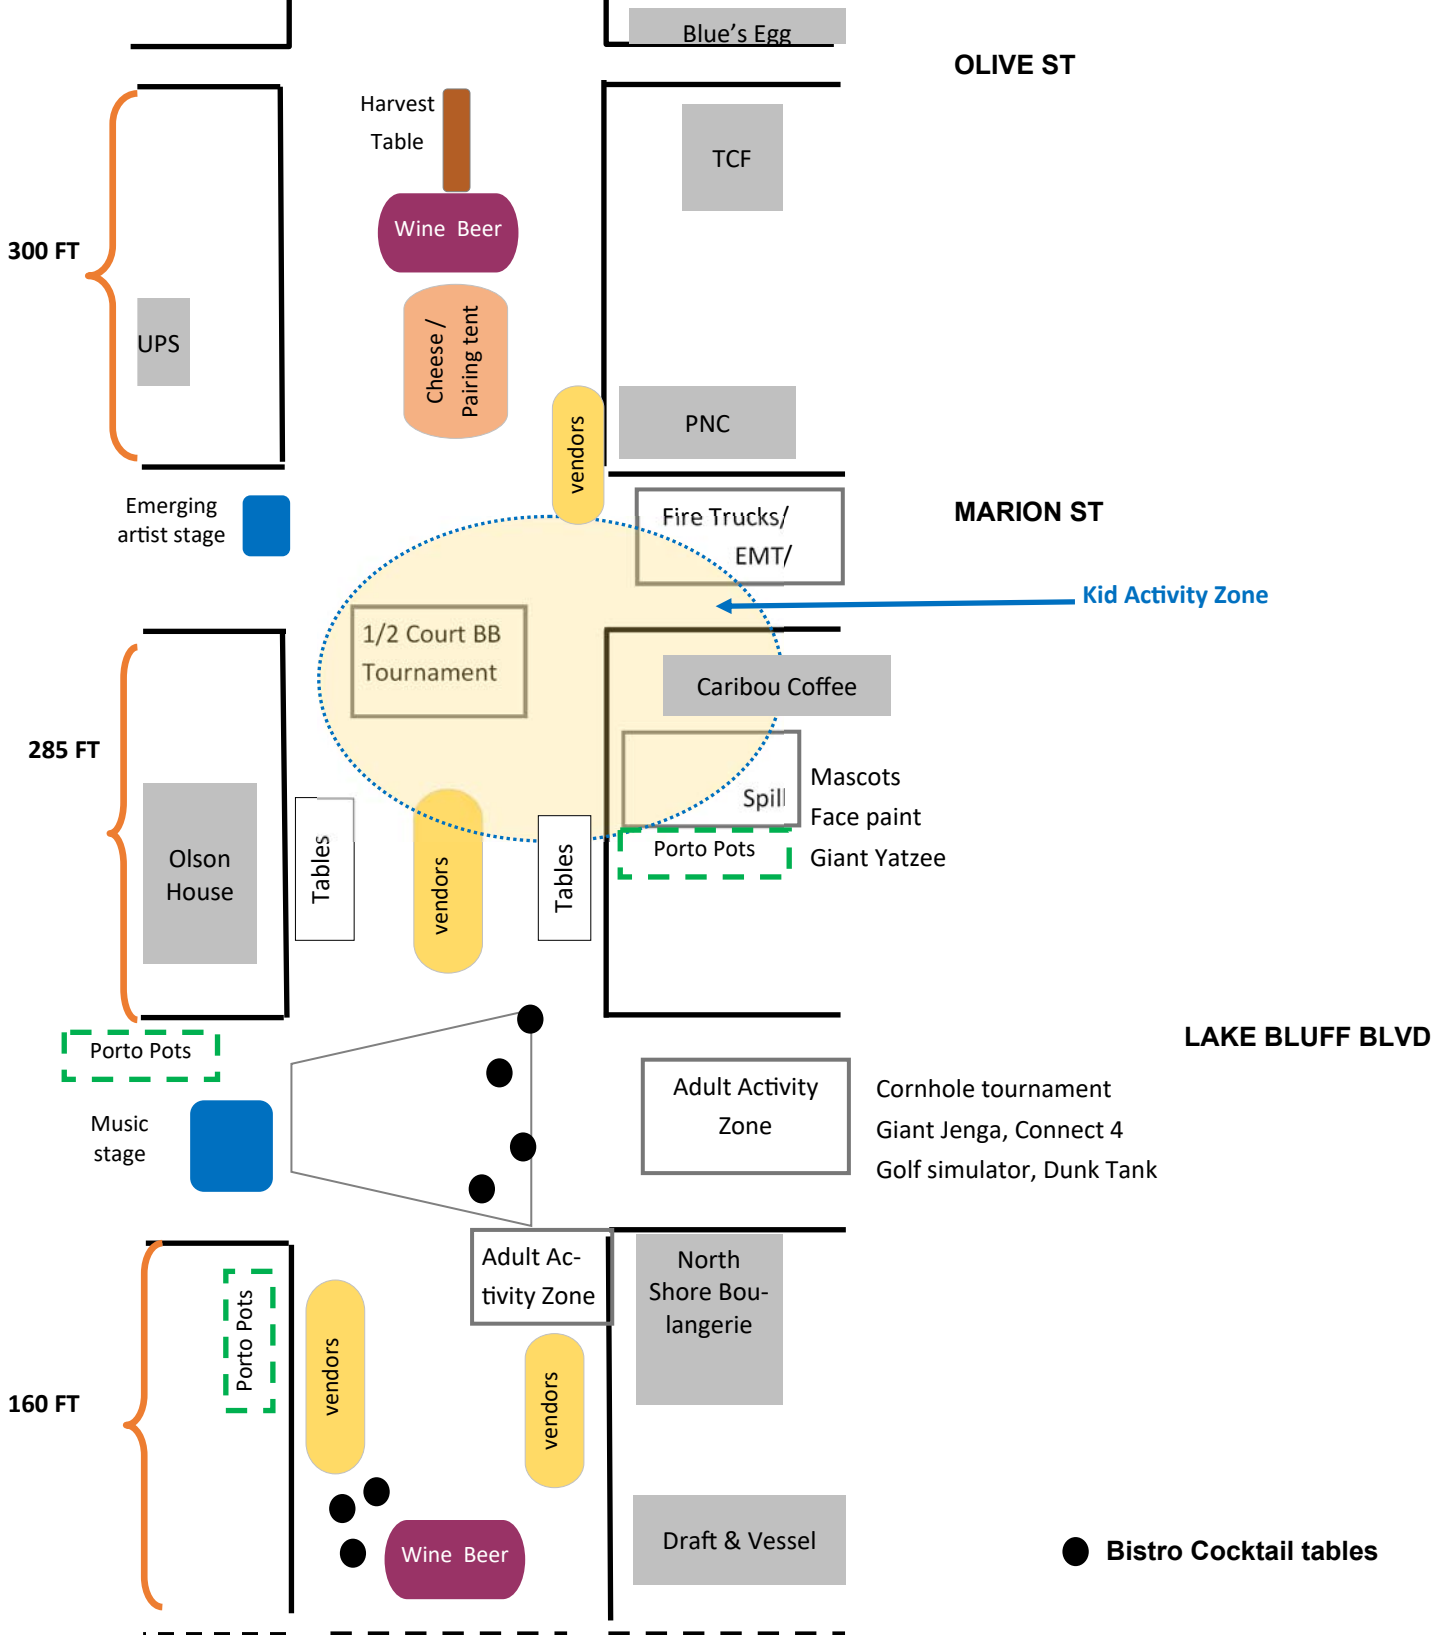 Blue's Egg
OLIVE ST
Harvest
Table
TCF
Wine Beer
300 FT
Cheese /
Pairing tent
UPS
vendors
PNC
Emerging
artist stage
Fire Trucks/
EMT/
MARION ST
Kid Activity Zone
1/2 Court BB
Tournament
Caribou Coffee
285 FT
Spill
Mascots
Face paint
Giant Yatzee
Olson
House
Tables
vendors
Tables
Porto Pots
LAKE BLUFF BLVD
Porto Pots
Music
stage
Adult Activity
Zone
Cornhole tournament
Giant Jenga, Connect 4
Golf simulator, Dunk Tank
Adult Ac-
tivity Zone
North
Shore Bou-
langerie
Porto Pots
vendors
vendors
160 FT
Wine Beer
Draft & Vessel
Bistro Cocktail tables